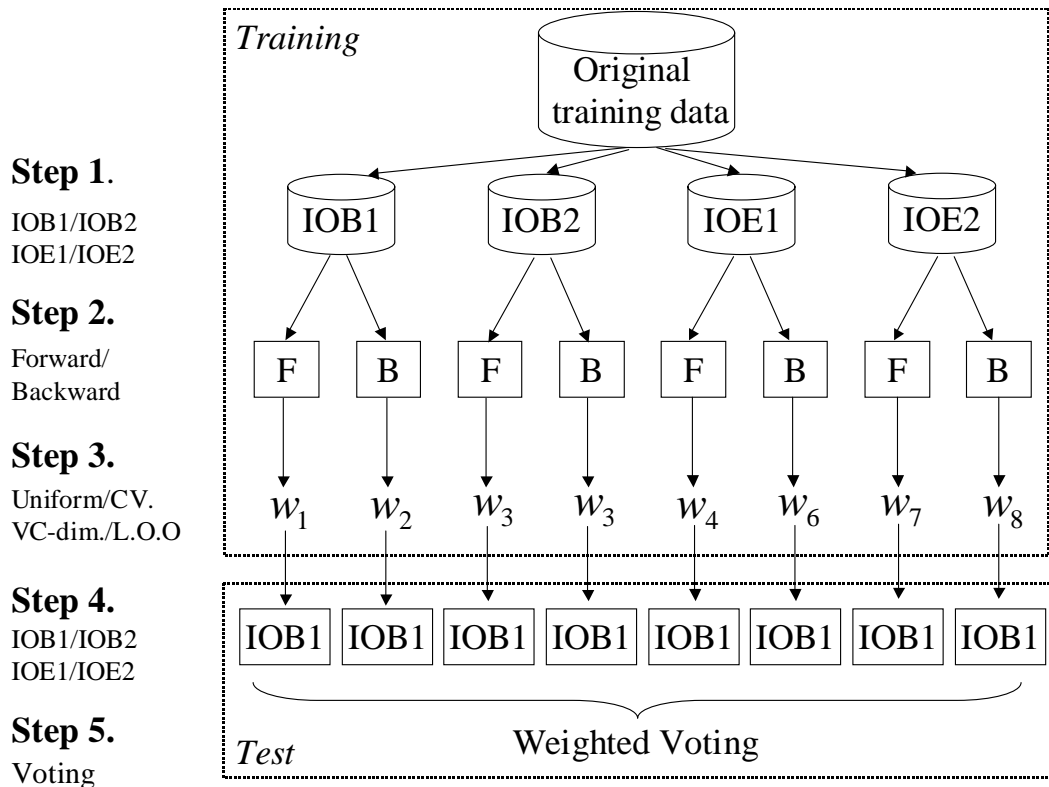 Training
Original
training data
Step 1.
IOB1/IOB2
IOE1/IOE2
IOB1 IOB2 IOE1 IOE2
Step 2.
Forward/
Backward
F B F B F B F B
Step 3.
Uniform/CV.
VC-dim./L.O.O
w1 w2 w3 w3 w4 w6 w7 w8
Step 4.
IOB1/IOB2
IOE1/IOE2
IOB1 IOB1 IOB1 IOB1 IOB1 IOB1 IOB1 IOB1
Step 5.
Voting
Weighted Voting
Test